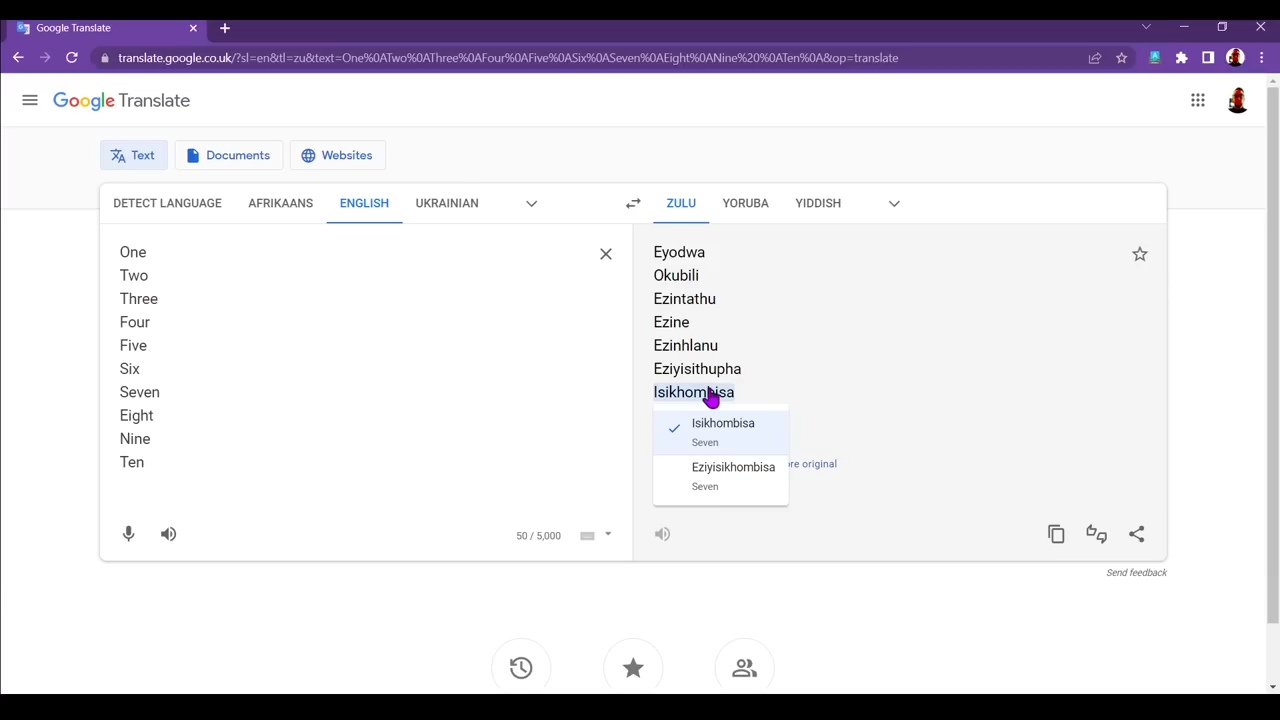 Google Translate
translate.google.co.uk/?sl=en&tl=zu&text=One%0ATwo%0AThree%0AFour%0AFive%0ASix%0ASeven%0AEight%0ANine%20%0ATen%0A&op=translate
Google Translate
Text Documents Websites
DETECT LANGUAGE AFRIKAANS ENGLISH UKRAINIAN
ZULU YORUBA YIDDISH
One
Two
Three
Four
Five
Six
Seven
Eight
Nine
Ten
50 / 5,000
Eyodwa
Okubili
Ezintathu
Ezine
Ezinhlanu
Eziyisithupha
Isikhombisa
Isikhombisa
Seven
Eziyisikhombisa
Seven
original
Send feedback